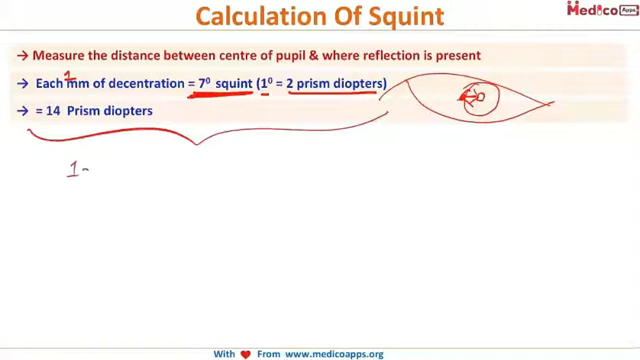 Calculation Of Squint
Medico Apps
→ Measure the distance between centre of pupil & where reflection is present
1
→ Each mm of decentration = 7⁰ squint (1⁰ = 2 prism diopters)
→ = 14 Prism diopters
1-
With ♥ From www.medicoapps.org